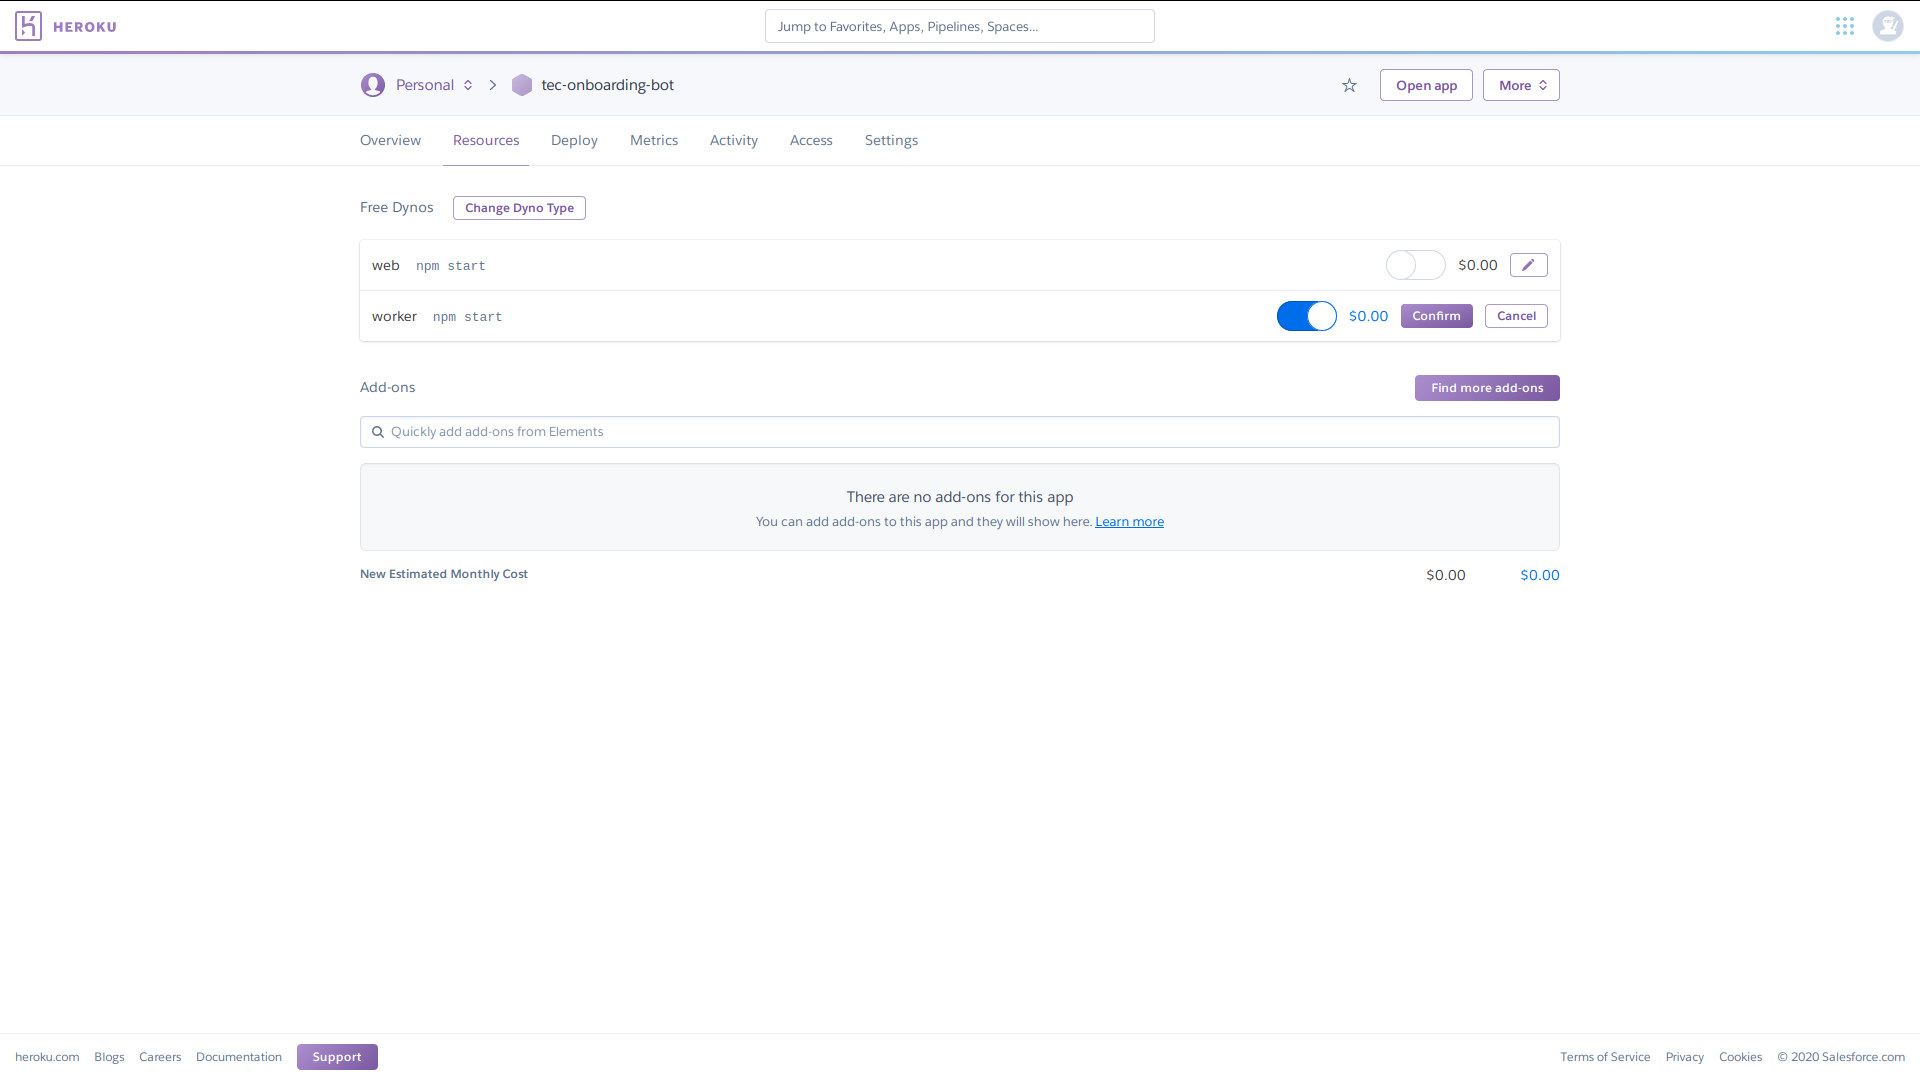 HEROKU
Jump to Favorites, Apps, Pipelines, Spaces...
Personal
tec-onboarding-bot
Open app
More
Overview
Resources
Deploy
Metrics
Activity
Access
Settings
Free Dynos
Change Dyno Type
web npm start
$0.00
worker npm start
$0.00
Confirm
Cancel
Add-ons
Find more add-ons
Quickly add add-ons from Elements
There are no add-ons for this app
You can add add-ons to this app and they will show here. Learn more
New Estimated Monthly Cost
$0.00
$0.00
heroku.com
Blogs
Careers
Documentation
Support
Terms of Service
Privacy
Cookies
© 2020 Salesforce.com